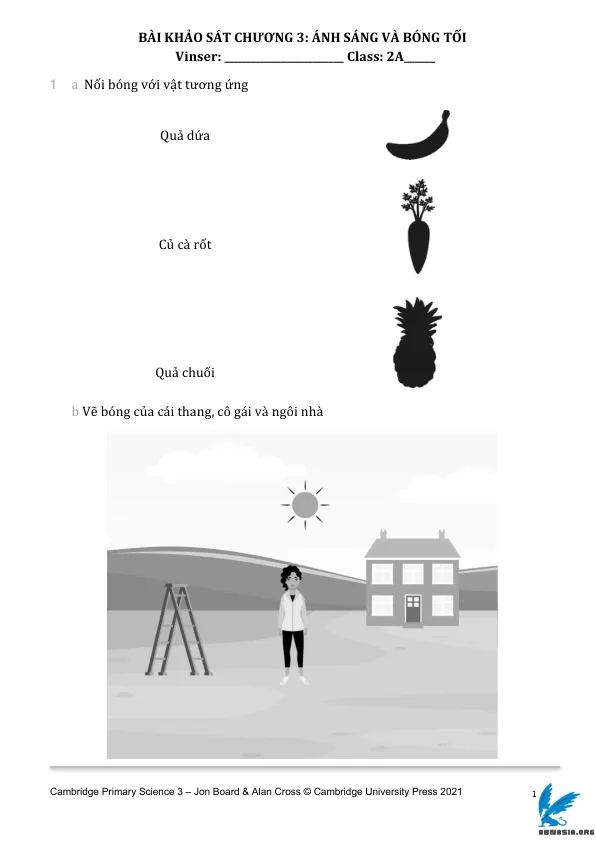 BÀI KHẢO SÁT CHƯƠNG 3: ÁNH SÁNG VÀ BÓNG TỐI
Vinser: ______________________ Class: 2A______
1 a Nối bóng với vật tương ứng
Quả dứa
Củ cà rốt
Quả chuối
b Vẽ bóng của cái thang, cô gái và ngôi nhà
Cambridge Primary Science 3 – Jon Board & Alan Cross © Cambridge University Press 2021
1
ABNASIA.ORG